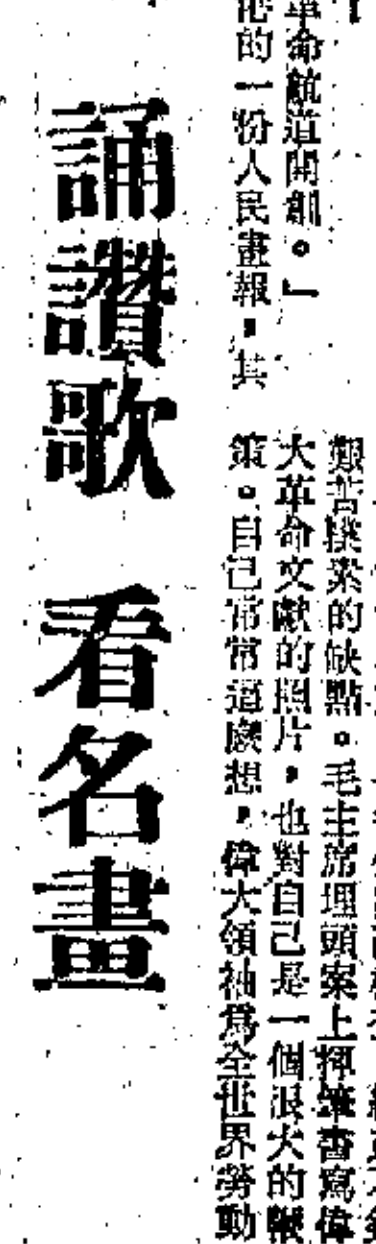 革命航道開創。」
港的一份人民畫報,其
艱苦樸素的缺點。毛主席埋頭案上揮筆書寫偉
大革命文獻的照片,也對自己是一個很大的鞭
策。自己常常這麽想,偉大領袖爲全世界勞動
誦讚歌 看名畫